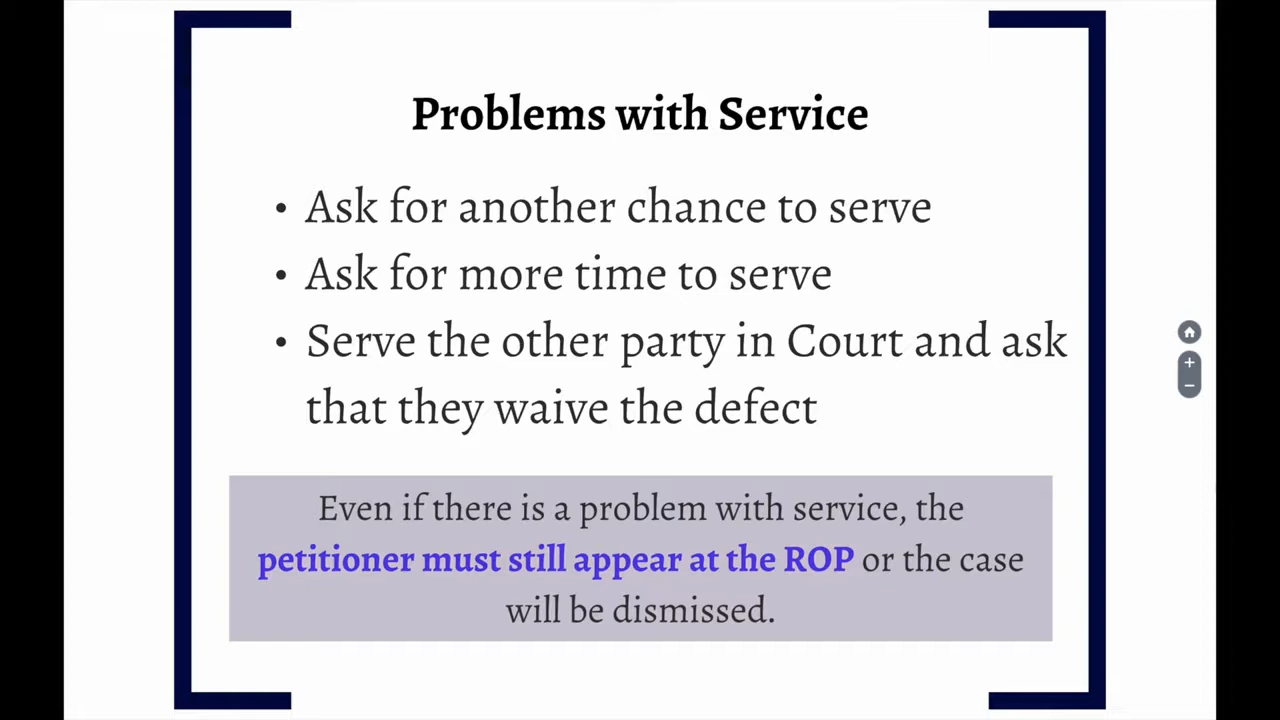 Problems with Service
• Ask for another chance to serve
• Ask for more time to serve
• Serve the other party in Court and ask
that they waive the defect
Even if there is a problem with service, the
petitioner must still appear at the ROP or the case
will be dismissed.
+
−